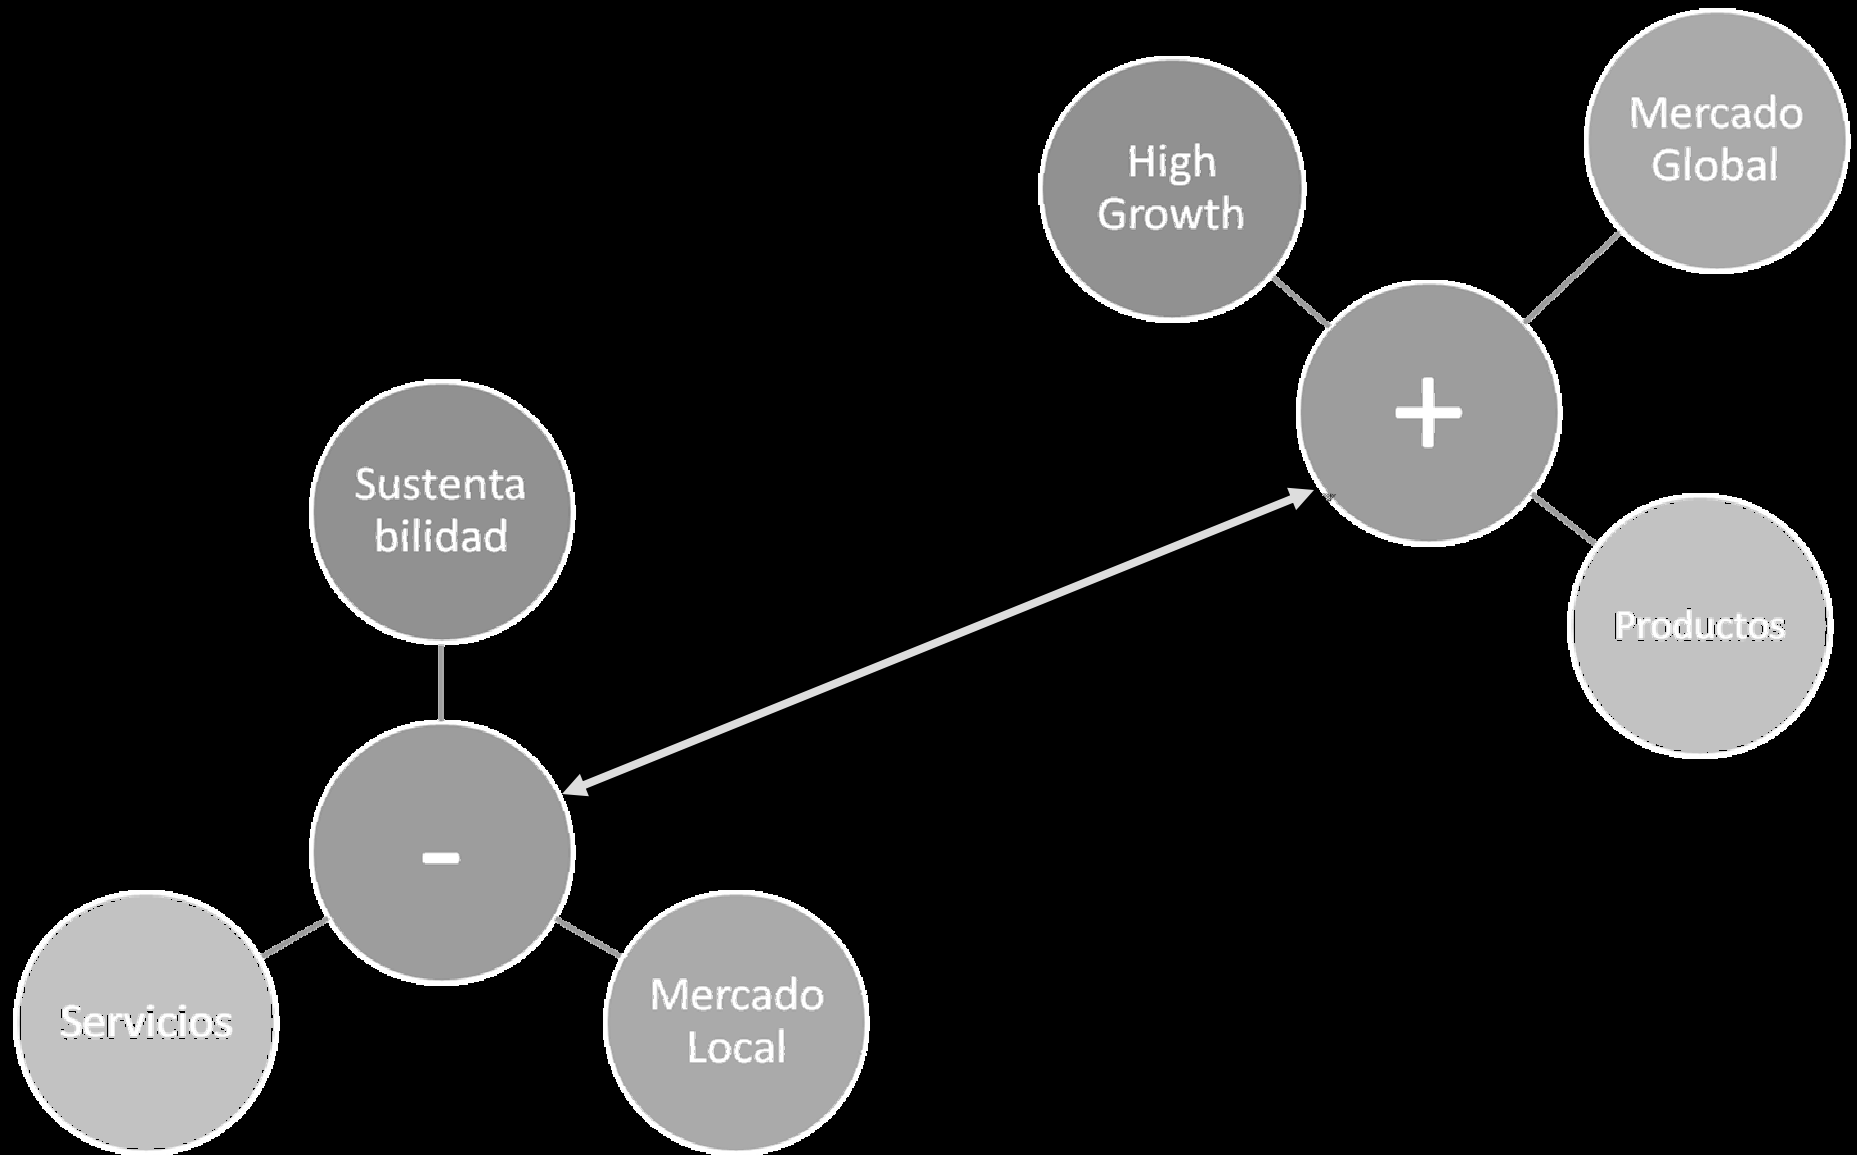 High
Growth
Mercado
Global
+
Productos
Sustenta
bilidad
-
Servicios
Mercado
Local